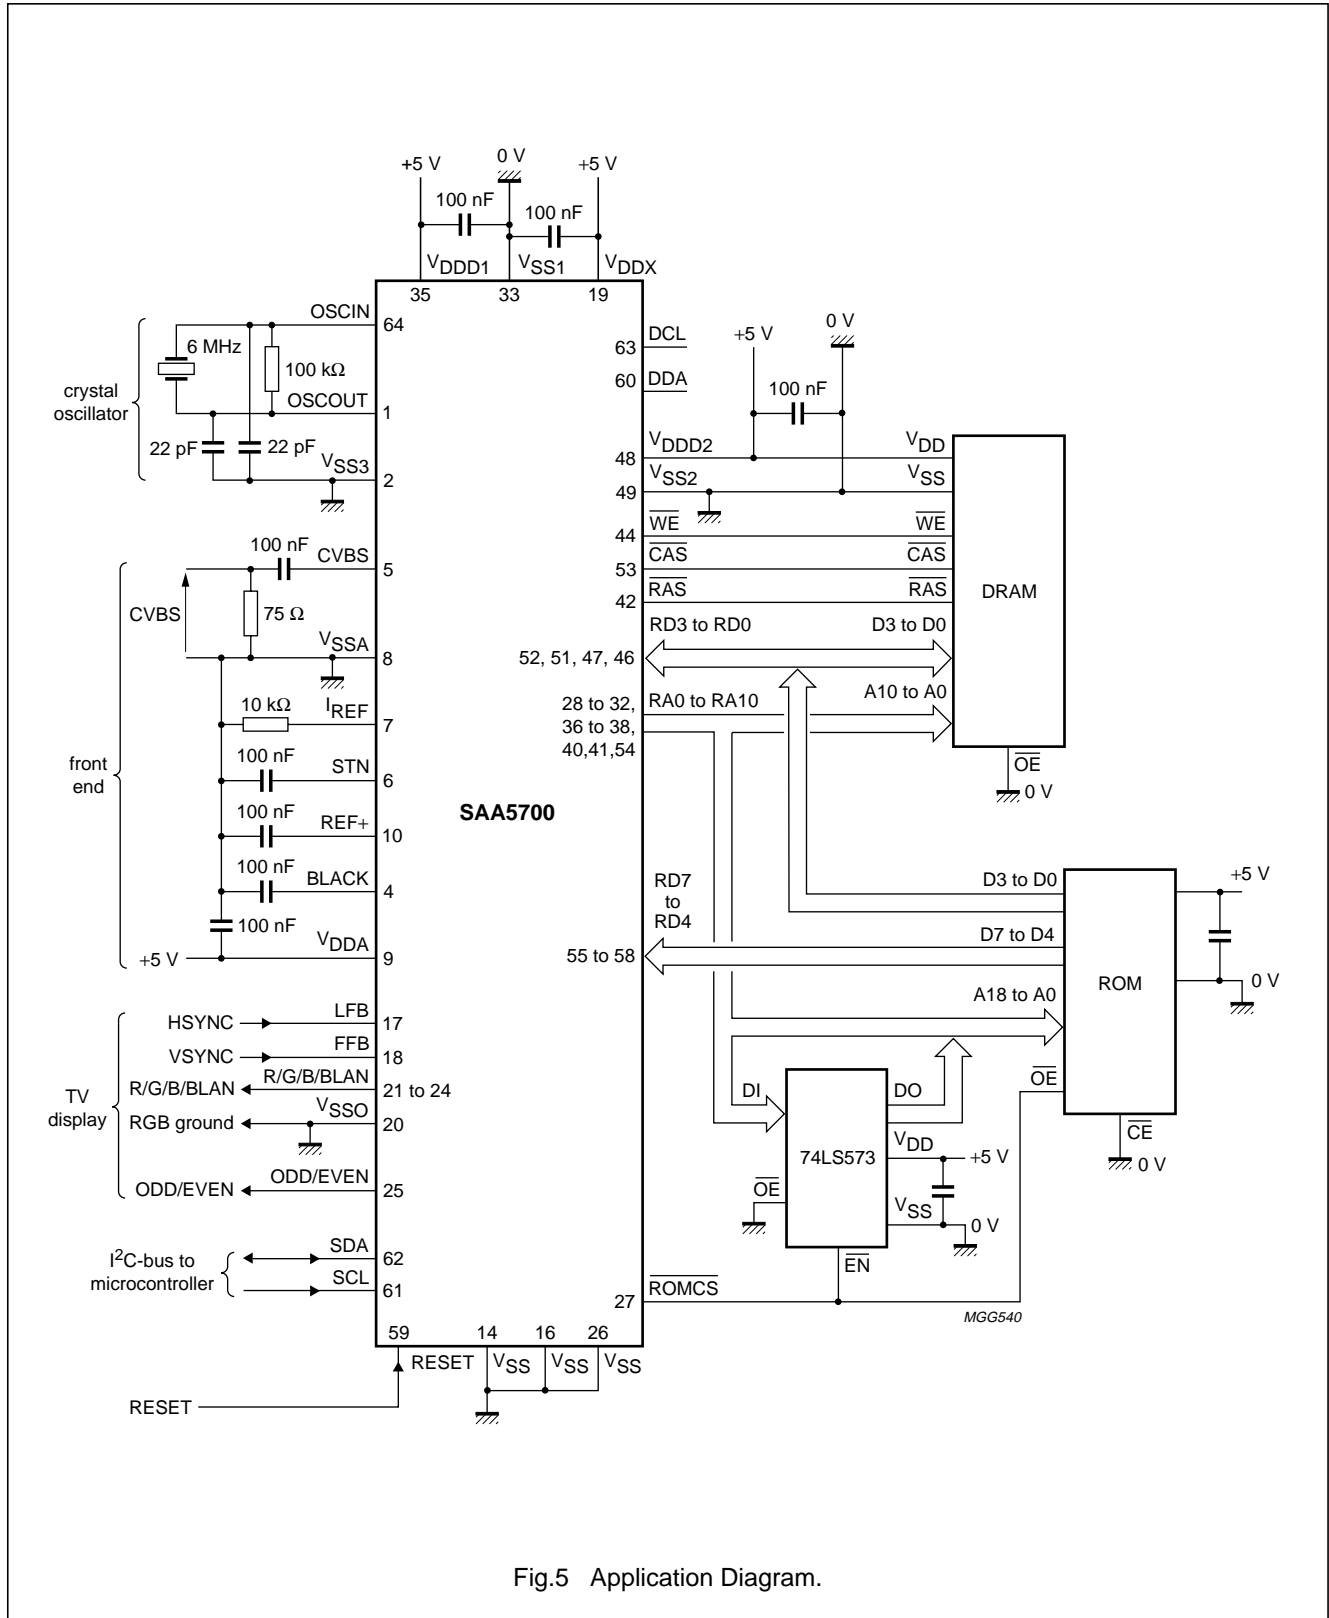 +5 V
0 V
+5 V
100 nF
100 nF
VDDD1
VSS1
VDDX
35
33
19
crystal
oscillator
6 MHz
100 kΩ
22 pF
22 pF
OSCIN
64
OSCOUT
1
VSS3
2
front
end
CVBS
100 nF
CVBS
5
75 Ω
VSSA
8
10 kΩ
IREF
7
100 nF
STN
6
100 nF
REF+
10
100 nF
BLACK
4
100 nF
VDDA
+5 V
9
TV
display
HSYNC
LFB
17
VSYNC
FFB
18
R/G/B/BLAN
R/G/B/BLAN
21 to 24
RGB ground
VSSO
20
ODD/EVEN
ODD/EVEN
25
I2C-bus to
microcontroller
SDA
62
SCL
61
59
14
16
26
RESET
VSS
VSS
VSS
RESET
SAA5700
63
DCL
60
DDA
+5 V
0 V
100 nF
48
VDDD2
VDD
49
VSS2
VSS
44
WE
WE
53
CAS
CAS
42
RAS
RAS
DRAM
52, 51, 47, 46
RD3 to RD0
D3 to D0
28 to 32,
36 to 38,
40,41,54
RA0 to RA10
A10 to A0
OE
0 V
RD7
to
RD4
55 to 58
D3 to D0
D7 to D4
A18 to A0
ROM
+5 V
0 V
OE
CE
0 V
DI
DO
74LS573
VDD
+5 V
OE
VSS
0 V
EN
27
ROMCS
MGG540
Fig.5 Application Diagram.